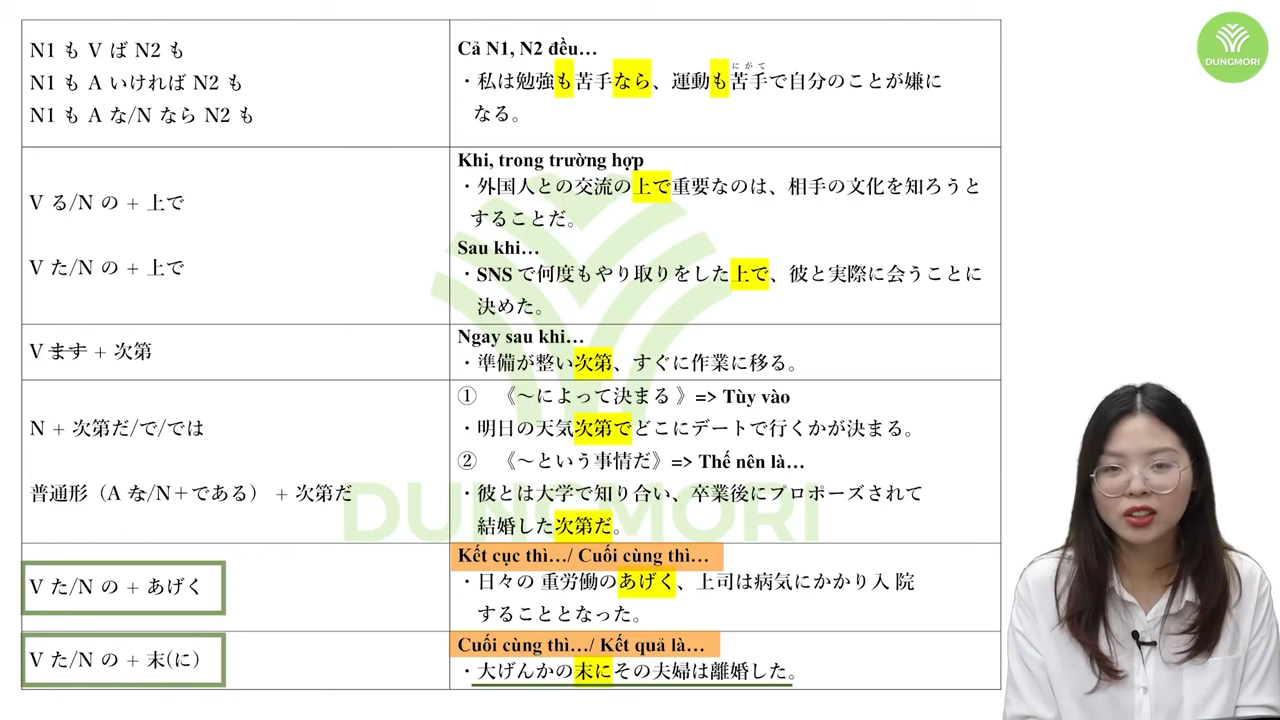 N1 も V ば N2 も
N1 も A いければ N2 も
N1 も A な/N なら N2 も
Cả N1, N2 đều…
・私は勉強も苦手なら、運動も苦手で自分のことが嫌に
にがて
なる。
V る/N の + 上で
V た/N の + 上で
Khi, trong trường hợp
・外国人との交流の上で重要なのは、相手の文化を知ろうと
することだ。
Sau khi…
・SNS で何度もやり取りをした上で、彼と実際に会うことに
決めた。
V ます + 次第
Ngay sau khi…
・準備が整い次第、すぐに作業に移る。
N + 次第だ/で/では
普通形（A な/N＋である） + 次第だ
① 《～によって決まる 》=> Tùy vào
・明日の天気次第でどこにデートで行くかが決まる。
② 《～という事情だ》=> Thế nên là…
・彼とは大学で知り合い、卒業後にプロポーズされて
結婚した次第だ。
V た/N の + あげく
Kết cục thì…/ Cuối cùng thì…
・日々の 重労働のあげく、上司は病気にかかり入 院
することとなった。
V た/N の + 末(に）
Cuối cùng thì…/ Kết quả là…
・大げんかの末にその夫婦は離婚した。
DUNGMORI
DUNGMORI